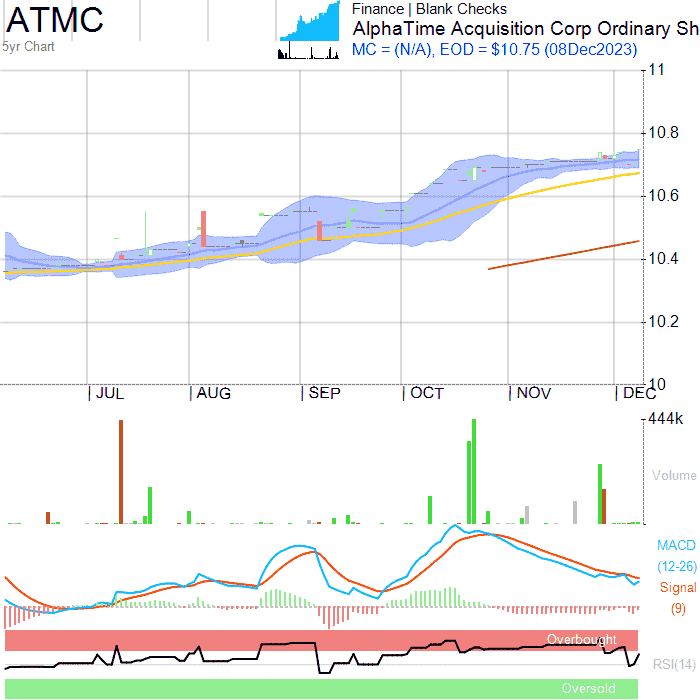 ATMC
5yr Chart
Finance | Blank Checks
AlphaTime Acquisition Corp Ordinary Sh
MC = (N/A), EOD = $10.75 (08Dec2023)
11
10.8
10.6
10.4
10.2
10
JUL AUG SEP OCT NOV DEC
444k
Volume
MACD
(12-26)
Signal
(9)
Overbought
RSI(14)
Oversold